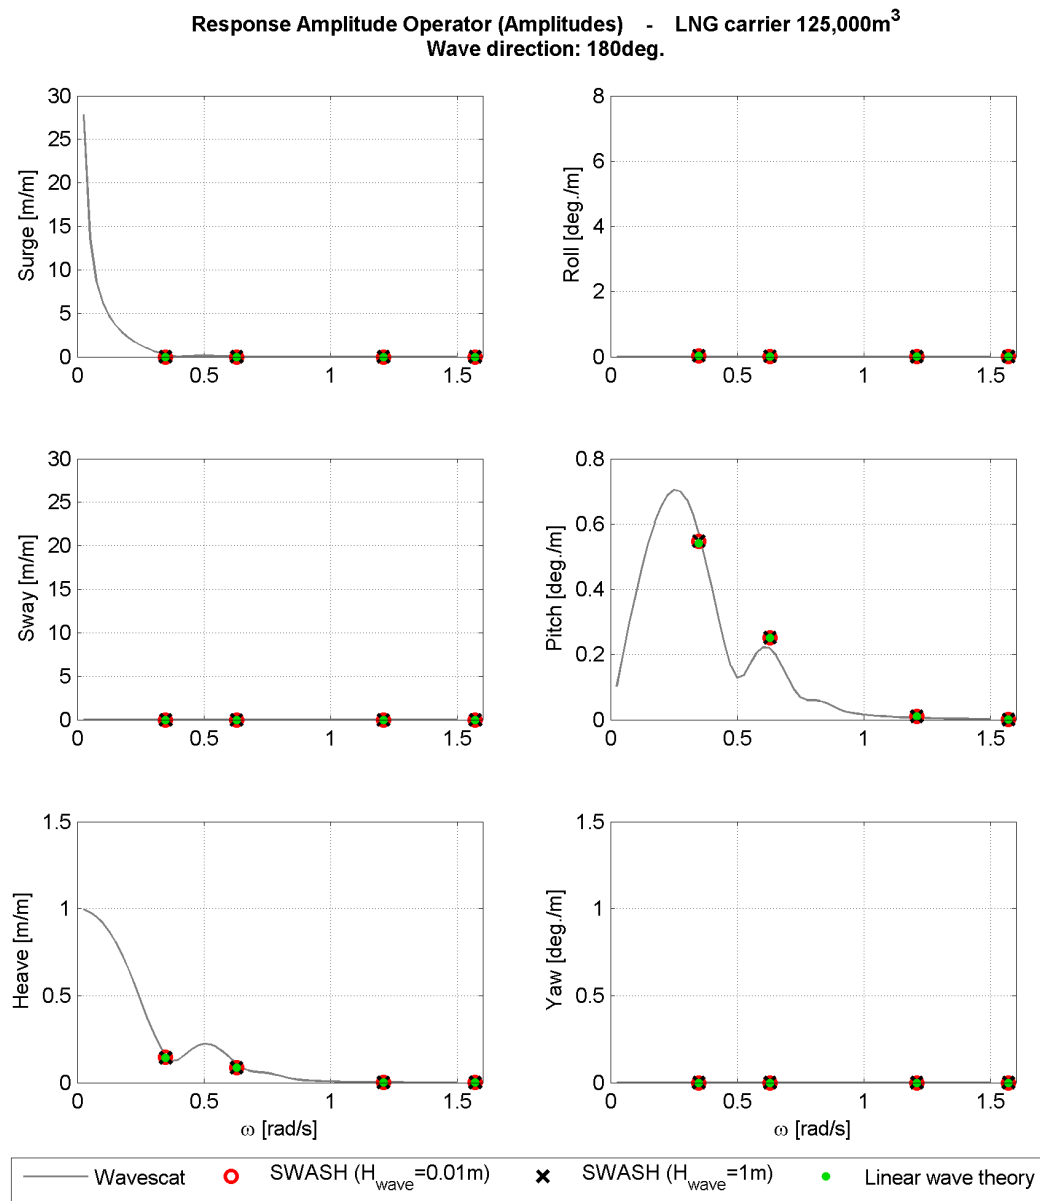 Response Amplitude Operator (Amplitudes) - LNG carrier 125,000m³
Wave direction: 180deg.
30
25
20
15
10
5
0
Surge [m/m]
0 0.5 1 1.5
8
6
4
2
0
Roll [deg./m]
0 0.5 1 1.5
30
25
20
15
10
5
0
Sway [m/m]
0 0.5 1 1.5
0.8
0.6
0.4
0.2
0
Pitch [deg./m]
0 0.5 1 1.5
1.5
1
0.5
0
Heave [m/m]
0 0.5 1 1.5
ω [rad/s]
1.5
1
0.5
0
Yaw [deg./m]
0 0.5 1 1.5
ω [rad/s]
Wavescat SWASH (H_wave=0.01m) SWASH (H_wave=1m) Linear wave theory